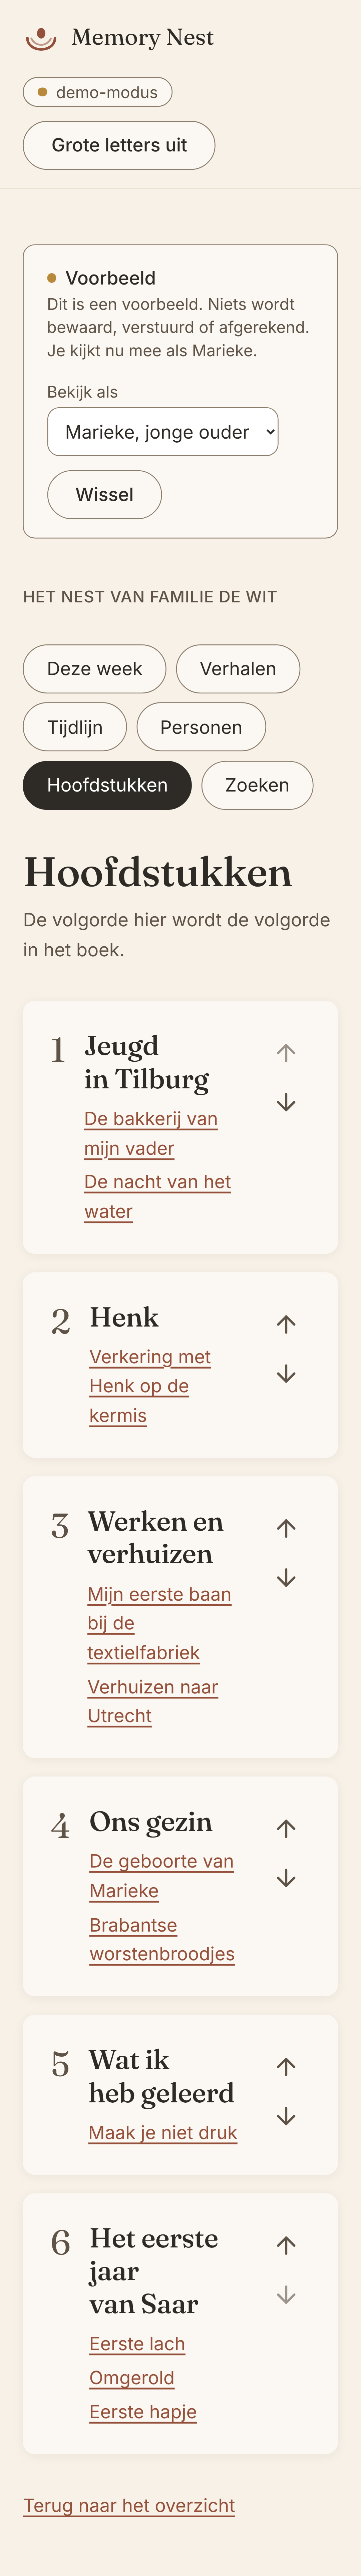 Memory Nest
demo-modus
Grote letters uit
Voorbeeld
Dit is een voorbeeld. Niets wordt
bewaard, verstuurd of afgerekend.
Je kijkt nu mee als Marieke.
Bekijk als
Marieke, jonge ouder
Wissel
HET NEST VAN FAMILIE DE WIT
Deze week
Verhalen
Tijdlijn
Personen
Hoofdstukken
Zoeken
Hoofdstukken
De volgorde hier wordt de volgorde
in het boek.
1 Jeugd
in Tilburg
De bakkerij van
mijn vader
De nacht van het
water
2 Henk
Verkering met
Henk op de
kermis
3 Werken en
verhuizen
Mijn eerste baan
bij de
textielfabriek
Verhuizen naar
Utrecht
4 Ons gezin
De geboorte van
Marieke
Brabantse
worstenbroodjes
5 Wat ik
heb geleerd
Maak je niet druk
6 Het eerste
jaar
van Saar
Eerste lach
Omgerold
Eerste hapje
Terug naar het overzicht